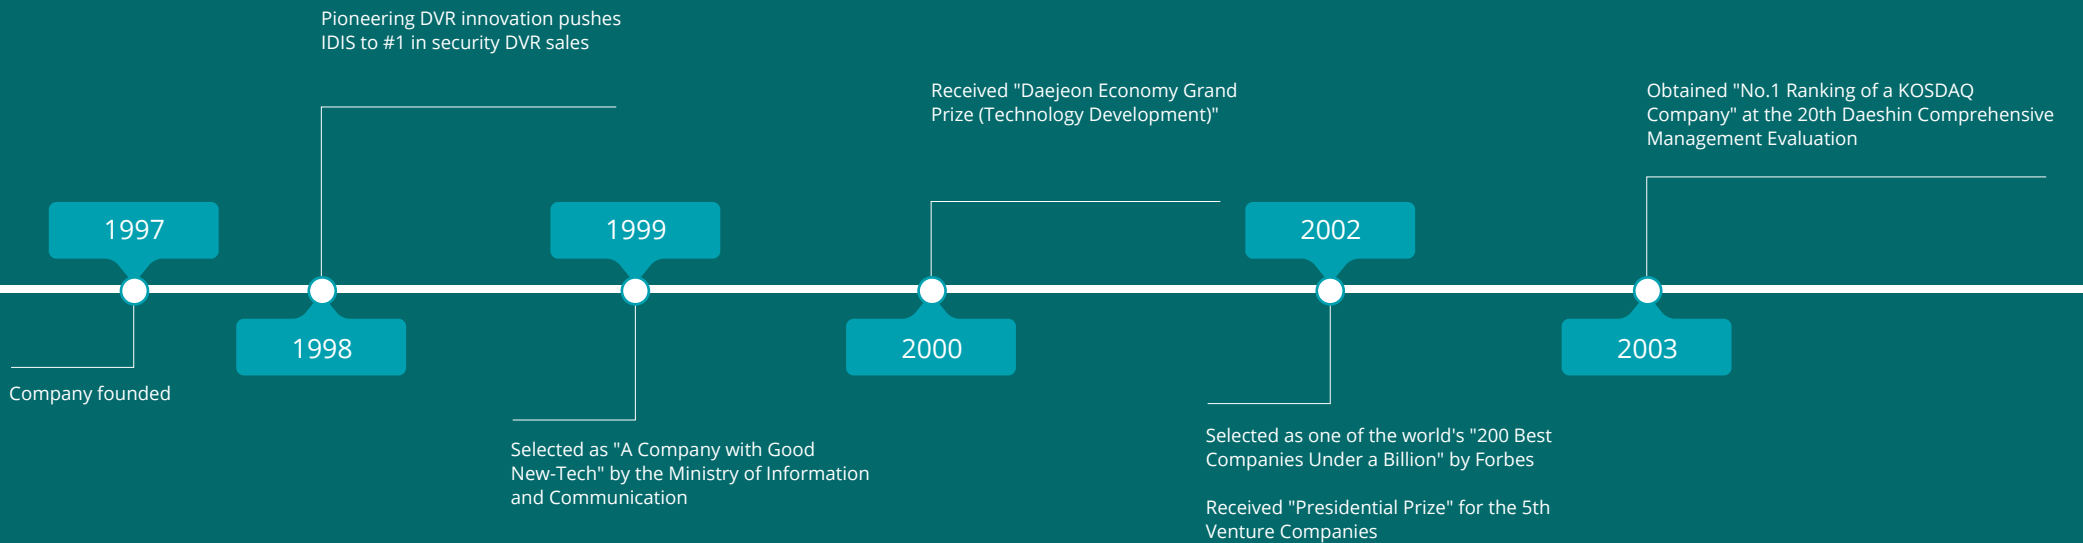 Pioneering DVR innovation pushes
IDIS to #1 in security DVR sales
Received "Daejeon Economy Grand
Prize (Technology Development)"
Obtained "No.1 Ranking of a KOSDAQ
Company" at the 20th Daeshin Comprehensive
Management Evaluation
1997
1999
2002
1998
2000
2003
Company founded
Selected as "A Company with Good
New-Tech" by the Ministry of Information
and Communication
Selected as one of the world's "200 Best
Companies Under a Billion" by Forbes
Received "Presidential Prize" for the 5th
Venture Companies